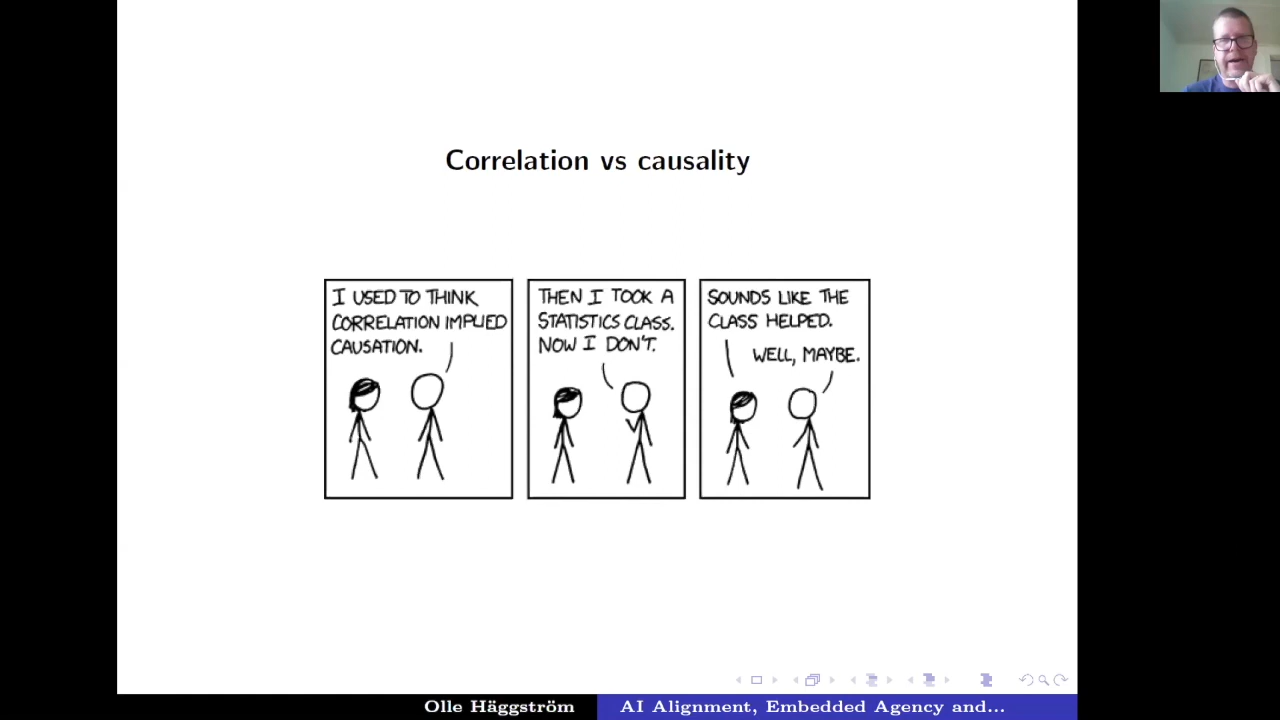 Correlation vs causality
I USED TO THINK
CORRELATION IMPLIED
CAUSATION.
THEN I TOOK A
STATISTICS CLASS.
NOW I DON'T.
SOUNDS LIKE THE
CLASS HELPED.
WELL, MAYBE.
Olle Häggström
AI Alignment, Embedded Agency and...